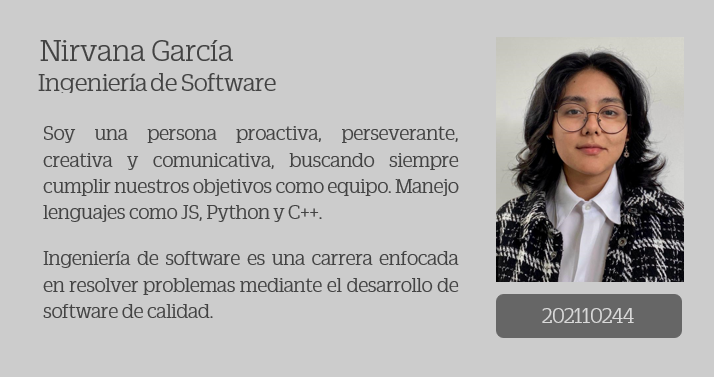 Nirvana García
Ingeniería de Software
Soy una persona proactiva, perseverante,
creativa y comunicativa, buscando siempre
cumplir nuestros objetivos como equipo. Manejo
lenguajes como JS, Python y C++.
Ingeniería de software es una carrera enfocada
en resolver problemas mediante el desarrollo de
software de calidad.
202110244